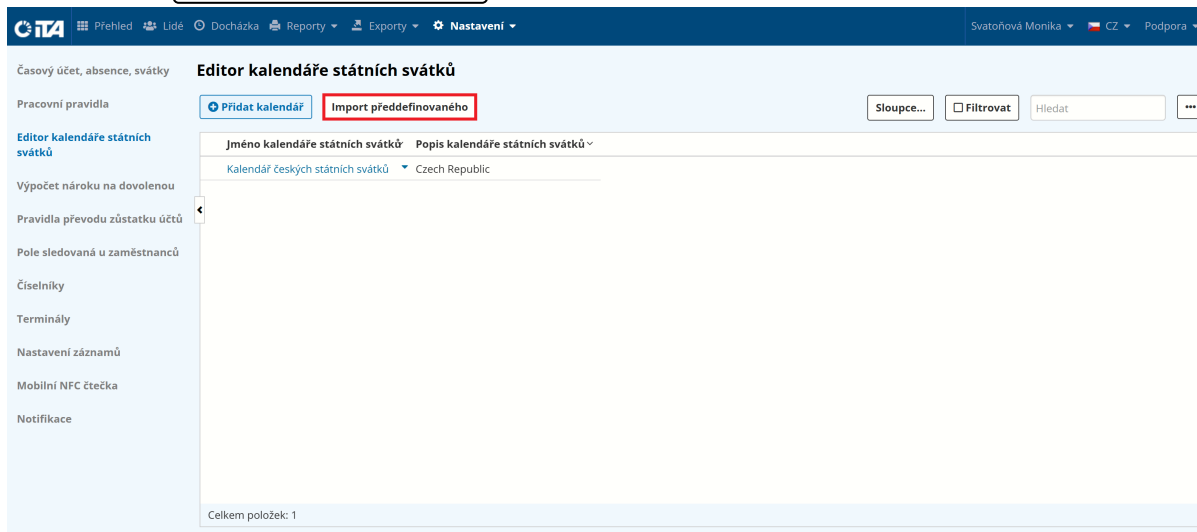 iTA Přehled Lidé Docházka Reporty Exporty Nastavení Svatoňová Monika CZ Podpora
Časový účet, absence, svátky
Pracovní pravidla
Editor kalendáře státních
svátků
Výpočet nároku na dovolenou
Pravidla převodu zůstatku účtů
Pole sledovaná u zaměstnanců
Číselníky
Terminály
Nastavení záznamů
Mobilní NFC čtečka
Notifikace
Editor kalendáře státních svátků
Přidat kalendář Import předdefinovaného Sloupce... Filtrovat Hledat ...
Jméno kalendáře státních svátků Popis kalendáře státních svátků
Kalendář českých státních svátků Czech Republic
Celkem položek: 1